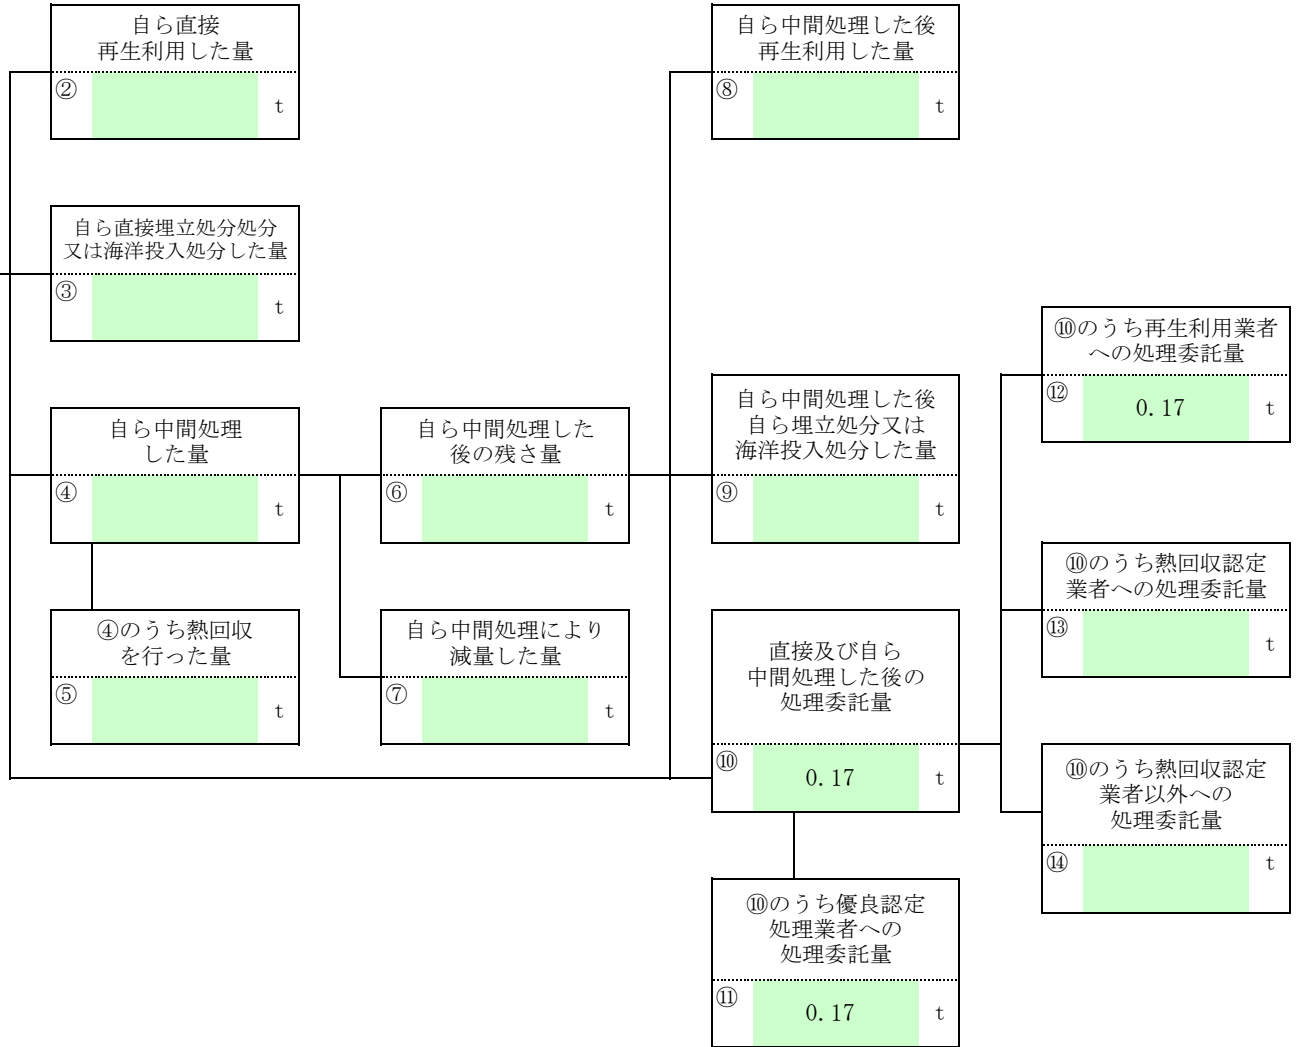 自ら直接
再生利用した量
②
t
自ら中間処理した後
再生利用した量
⑧
t
自ら直接埋立処分処分
又は海洋投入処分した量
③
t
⑩のうち再生利用業者
への処理委託量
⑫ 0.17 t
自ら中間処理
した量
④
t
自ら中間処理した
後の残さ量
⑥
t
自ら中間処理した後
自ら埋立処分又は
海洋投入処分した量
⑨
t
⑩のうち熱回収認定
業者への処理委託量
⑬
t
④のうち熱回収
を行った量
⑤
t
自ら中間処理により
減量した量
⑦
t
直接及び自ら
中間処理した後の
処理委託量
⑩ 0.17 t
⑩のうち熱回収認定
業者以外への
処理委託量
⑭ t
⑩のうち優良認定
処理業者への
処理委託量
⑪ 0.17 t